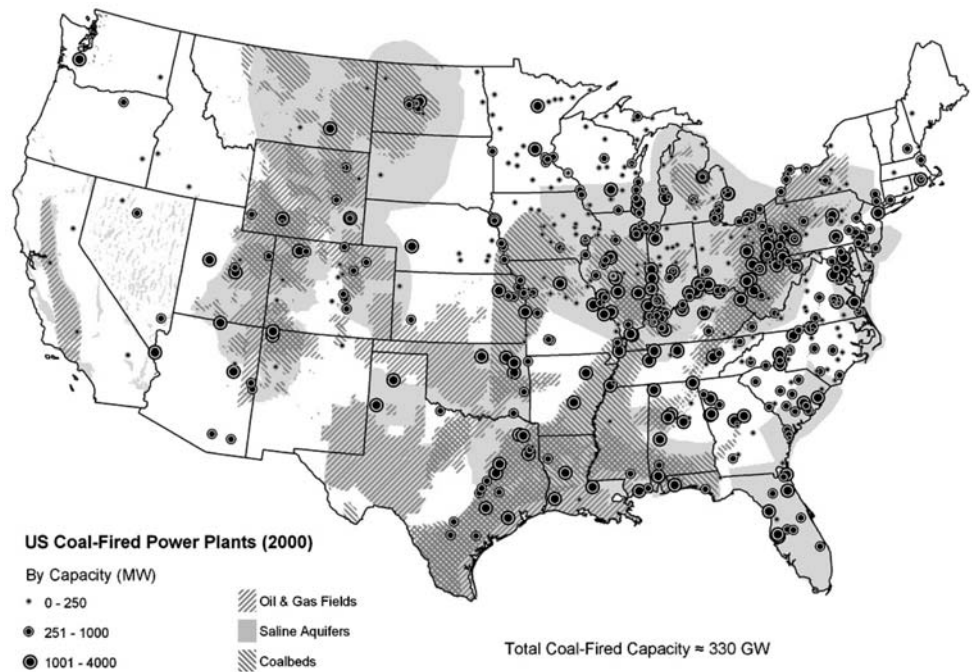 US Coal-Fired Power Plants (2000)
By Capacity (MW)
0 - 250
251 - 1000
1001 - 4000
Oil & Gas Fields
Saline Aquifers
Coalbeds
Total Coal-Fired Capacity ≈ 330 GW